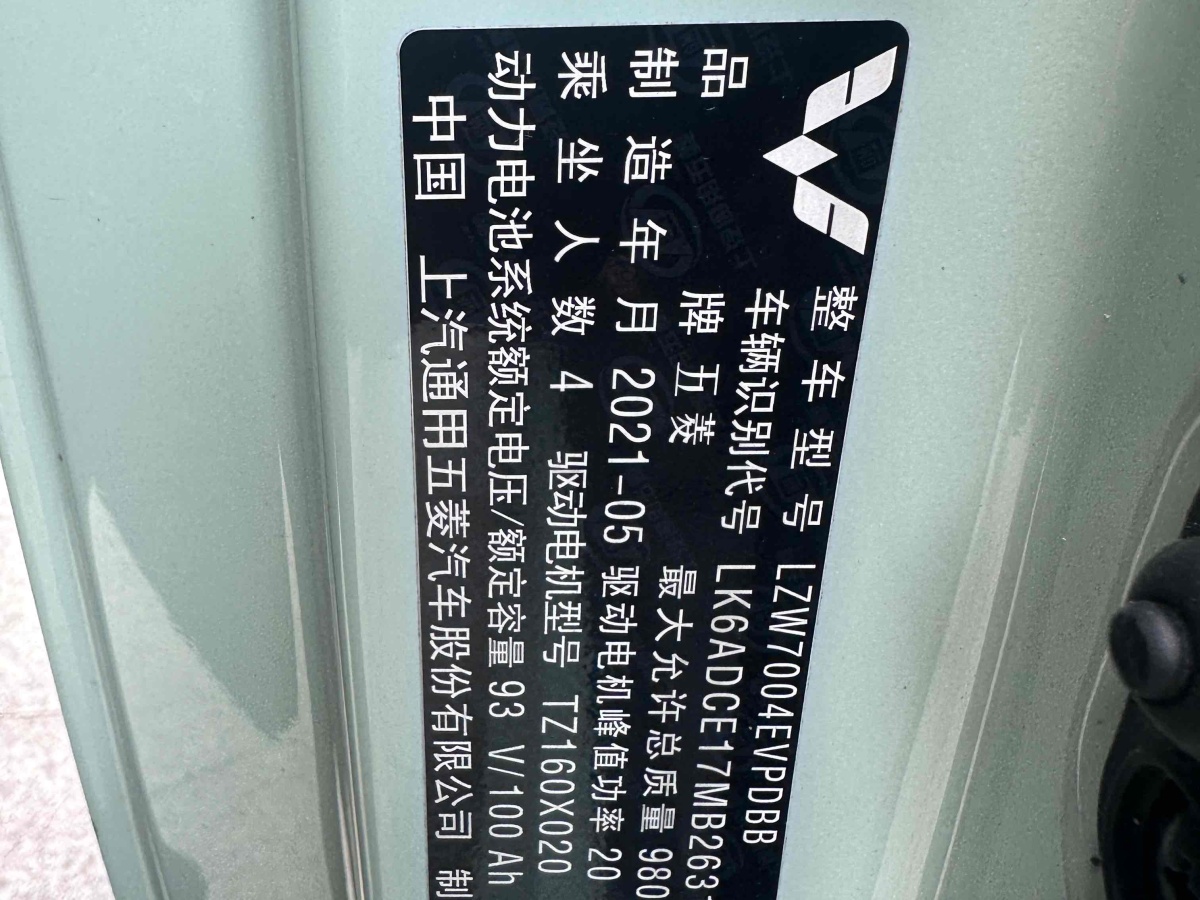 整车型号 LZW7004EVPDBB
车辆识别代号 LK6ADCE17MB263
品牌 五菱 最大允许总质量 980
制造年月 2021-05 驱动电机峰值功率 20
乘坐人数 4 驱动电机型号 TZ160X020
动力电池系统额定电压/额定容量 93 V/100 Ah
中国 上汽通用五菱汽车股份有限公司 制